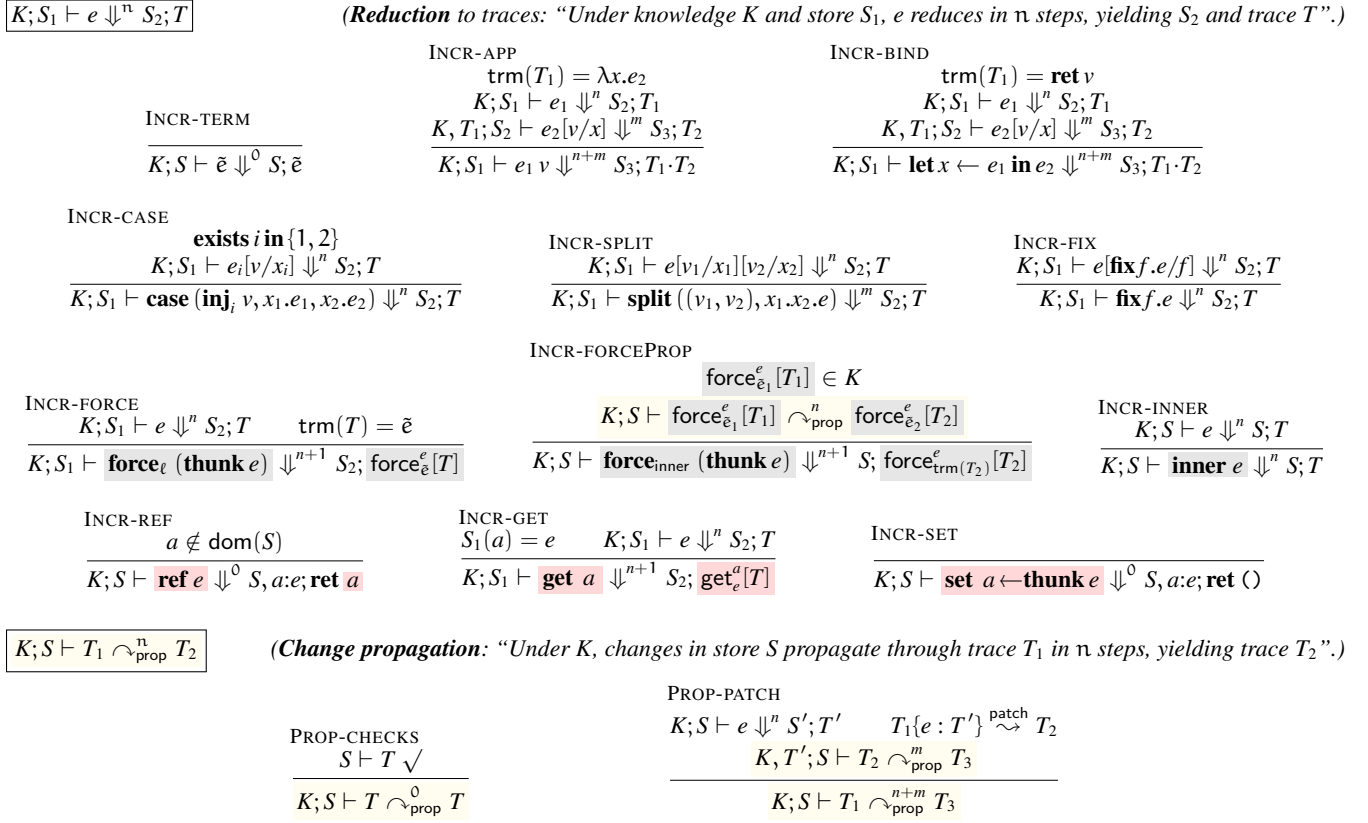 K; S₁ ⊢ e ⇓ⁿ S₂; T (Reduction to traces: “Under knowledge K and store S₁, e reduces in n steps, yielding S₂ and trace T”.)
INCR-APP INCR-BIND
trm(T₁) = λx.e₂ trm(T₁) = ret v
K; S₁ ⊢ e₁ ⇓ⁿ S₂; T₁ K; S₁ ⊢ e₁ ⇓ⁿ S₂; T₁
INCR-TERM K, T₁; S₂ ⊢ e₂[v/x] ⇓ᵐ S₃; T₂ K, T₁; S₂ ⊢ e₂[v/x] ⇓ᵐ S₃; T₂
K; S ⊢ ẽ ⇓⁰ S; ẽ K; S₁ ⊢ e₁ v ⇓ⁿ⁺ᵐ S₃; T₁·T₂ K; S₁ ⊢ let x ← e₁ in e₂ ⇓ⁿ⁺ᵐ S₃; T₁·T₂
INCR-CASE
exists i in {1, 2} INCR-SPLIT INCR-FIX
K; S₁ ⊢ eᵢ[v/xᵢ] ⇓ⁿ S₂; T K; S₁ ⊢ e[v₁/x₁][v₂/x₂] ⇓ⁿ S₂; T K; S₁ ⊢ e[fix f.e/f] ⇓ⁿ S₂; T
K; S₁ ⊢ case (injᵢ v, x₁.e₁, x₂.e₂) ⇓ⁿ S₂; T K; S₁ ⊢ split ((v₁, v₂), x₁.x₂.e) ⇓ᵐ S₂; T K; S₁ ⊢ fix f.e ⇓ⁿ S₂; T
INCR-FORCEPROP
force^e_ẽ₁[T₁] ∈ K
INCR-FORCE INCR-INNER
K; S₁ ⊢ e ⇓ⁿ S₂; T trm(T) = ẽ K; S ⊢ force^e_ẽ₁[T₁] ↷ⁿ_prop force^e_ẽ₂[T₂] K; S ⊢ e ⇓ⁿ S; T
K; S₁ ⊢ force_ℓ (thunk e) ⇓ⁿ⁺¹ S₂; force^e_ẽ[T] K; S ⊢ force_inner (thunk e) ⇓ⁿ⁺¹ S; force^e_trm(T₂)[T₂] K; S ⊢ inner e ⇓ⁿ S; T
INCR-REF INCR-GET INCR-SET
a ∉ dom(S) S₁(a) = e K; S₁ ⊢ e ⇓ⁿ S₂; T
K; S ⊢ ref e ⇓⁰ S, a:e; ret a K; S₁ ⊢ get a ⇓ⁿ⁺¹ S₂; get^a_e[T] K; S ⊢ set a ← thunk e ⇓⁰ S, a:e; ret ()
K; S ⊢ T₁ ↷ⁿ_prop T₂ (Change propagation: “Under K, changes in store S propagate through trace T₁ in n steps, yielding trace T₂”.)
PROP-PATCH
PROP-CHECKS K; S ⊢ e ⇓ⁿ S′; T′ T₁{e : T′} ⇝^patch T₂
S ⊢ T √ K, T′; S ⊢ T₂ ↷ᵐ_prop T₃
K; S ⊢ T ↷⁰_prop T K; S ⊢ T₁ ↷ⁿ⁺ᵐ_prop T₃